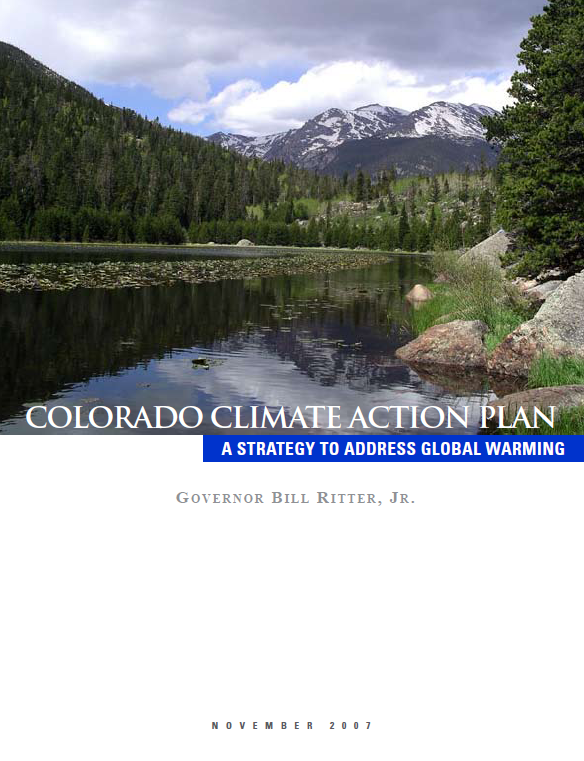 COLORADO CLIMATE ACTION PLAN
A STRATEGY TO ADDRESS GLOBAL WARMING
GOVERNOR BILL RITTER, JR.
NOVEMBER 2007